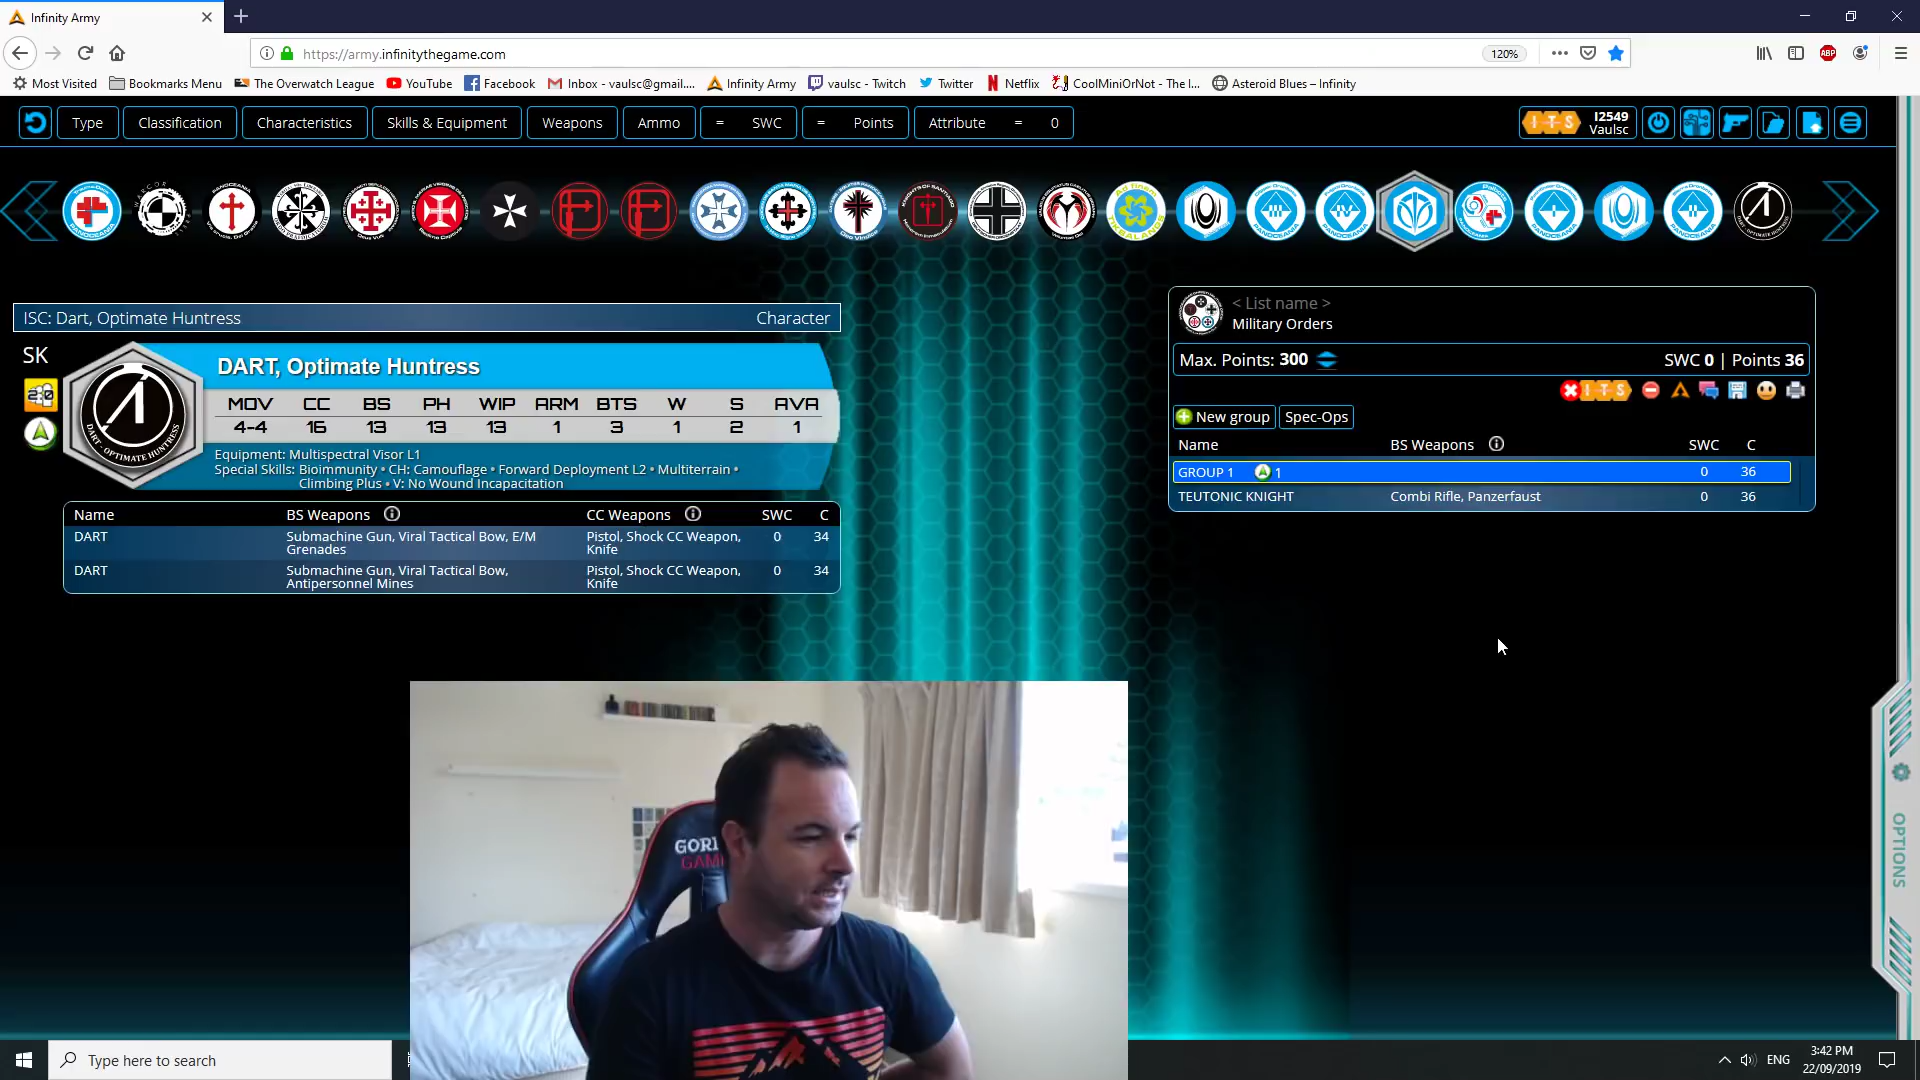 Infinity Army
https://army.infinitythegame.com
120%
Most Visited
Bookmarks Menu
The Overwatch League
YouTube
Facebook
Inbox - vaulsc@gmail....
Infinity Army
vaulsc - Twitch
Twitter
Netflix
CoolMiniOrNot - The I...
Asteroid Blues – Infinity
ABP
Type
Classification
Characteristics
Skills & Equipment
Weapons
Ammo
= SWC
= Points
Attribute = 0
ITS
I2549
Vaulsc
ISC: Dart, Optimate Huntress
Character
SK
DART, Optimate Huntress
MOV CC BS PH WIP ARM BTS W S AVA
4-4 16 13 13 13 1 3 1 2 1
Equipment: Multispectral Visor L1
Special Skills: Bioimmunity • CH: Camouflage • Forward Deployment L2 • Multiterrain •
Climbing Plus • V: No Wound Incapacitation
DART - OPTIMATE HUNTRESS
Name BS Weapons CC Weapons SWC C
DART Submachine Gun, Viral Tactical Bow, E/M Grenades Pistol, Shock CC Weapon, Knife 0 34
DART Submachine Gun, Viral Tactical Bow, Antipersonnel Mines Pistol, Shock CC Weapon, Knife 0 34
< List name >
Military Orders
Max. Points: 300
SWC 0 | Points 36
ITS
New group
Spec-Ops
Name BS Weapons SWC C
GROUP 1 1 0 36
TEUTONIC KNIGHT Combi Rifle, Panzerfaust 0 36
OPTIONS
Type here to search
ENG
3:42 PM
22/09/2019